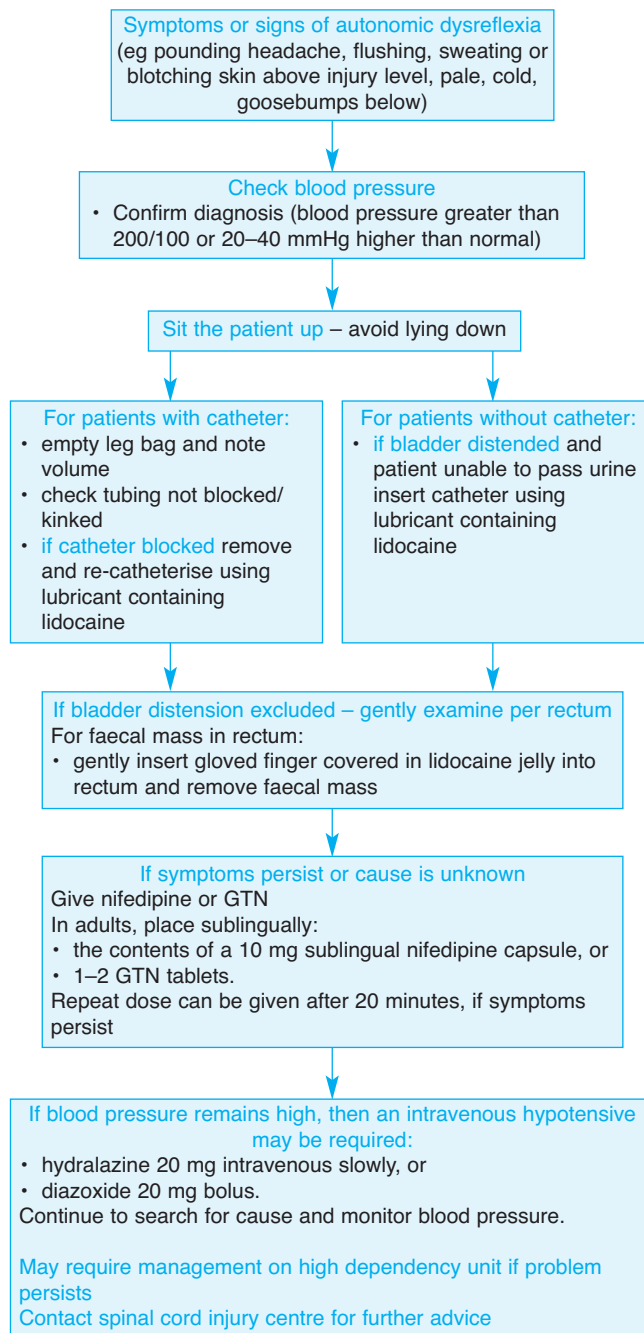 Symptoms or signs of autonomic dysreflexia
(eg pounding headache, flushing, sweating or
blotching skin above injury level, pale, cold,
goosebumps below)
Check blood pressure
• Confirm diagnosis (blood pressure greater than
200/100 or 20–40 mmHg higher than normal)
Sit the patient up – avoid lying down
For patients with catheter:
• empty leg bag and note
volume
• check tubing not blocked/
kinked
• if catheter blocked remove
and re-catheterise using
lubricant containing
lidocaine
For patients without catheter:
• if bladder distended and
patient unable to pass urine
insert catheter using
lubricant containing
lidocaine
If bladder distension excluded – gently examine per rectum
For faecal mass in rectum:
• gently insert gloved finger covered in lidocaine jelly into
rectum and remove faecal mass
If symptoms persist or cause is unknown
Give nifedipine or GTN
In adults, place sublingually:
• the contents of a 10 mg sublingual nifedipine capsule, or
• 1–2 GTN tablets.
Repeat dose can be given after 20 minutes, if symptoms
persist
If blood pressure remains high, then an intravenous hypotensive
may be required:
• hydralazine 20 mg intravenous slowly, or
• diazoxide 20 mg bolus.
Continue to search for cause and monitor blood pressure.
May require management on high dependency unit if problem
persists
Contact spinal cord injury centre for further advice